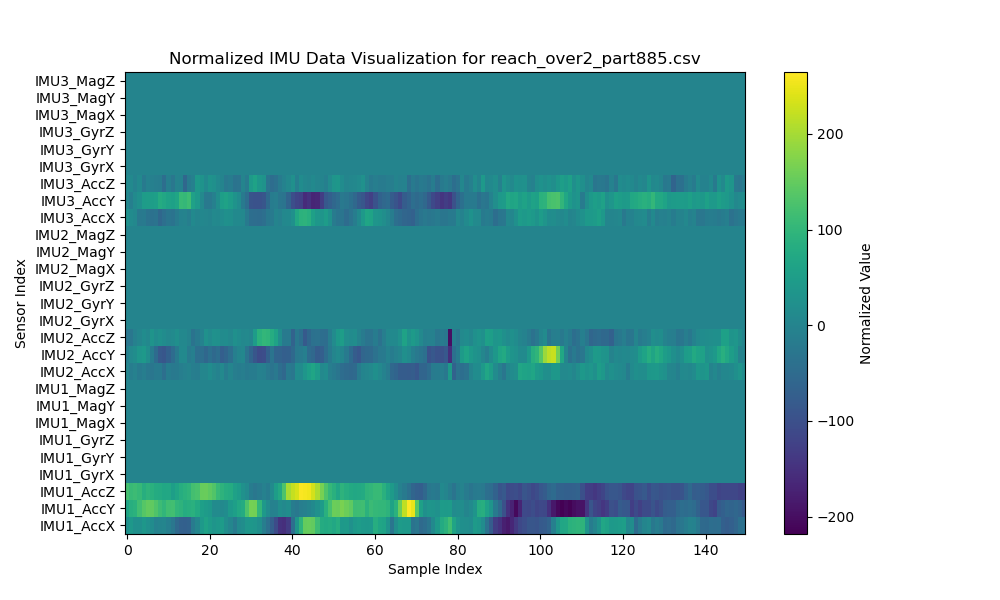 Normalized IMU Data Visualization for reach_over2_part885.csv
IMU3_MagZ
IMU3_MagY
IMU3_MagX
IMU3_GyrZ
IMU3_GyrY
IMU3_GyrX
IMU3_AccZ
IMU3_AccY
IMU3_AccX
IMU2_MagZ
IMU2_MagY
IMU2_MagX
IMU2_GyrZ
IMU2_GyrY
IMU2_GyrX
IMU2_AccZ
IMU2_AccY
IMU2_AccX
IMU1_MagZ
IMU1_MagY
IMU1_MagX
IMU1_GyrZ
IMU1_GyrY
IMU1_GyrX
IMU1_AccZ
IMU1_AccY
IMU1_AccX
Sensor Index
0 20 40 60 80 100 120 140
Sample Index
200
100
0
−100
−200
Normalized Value